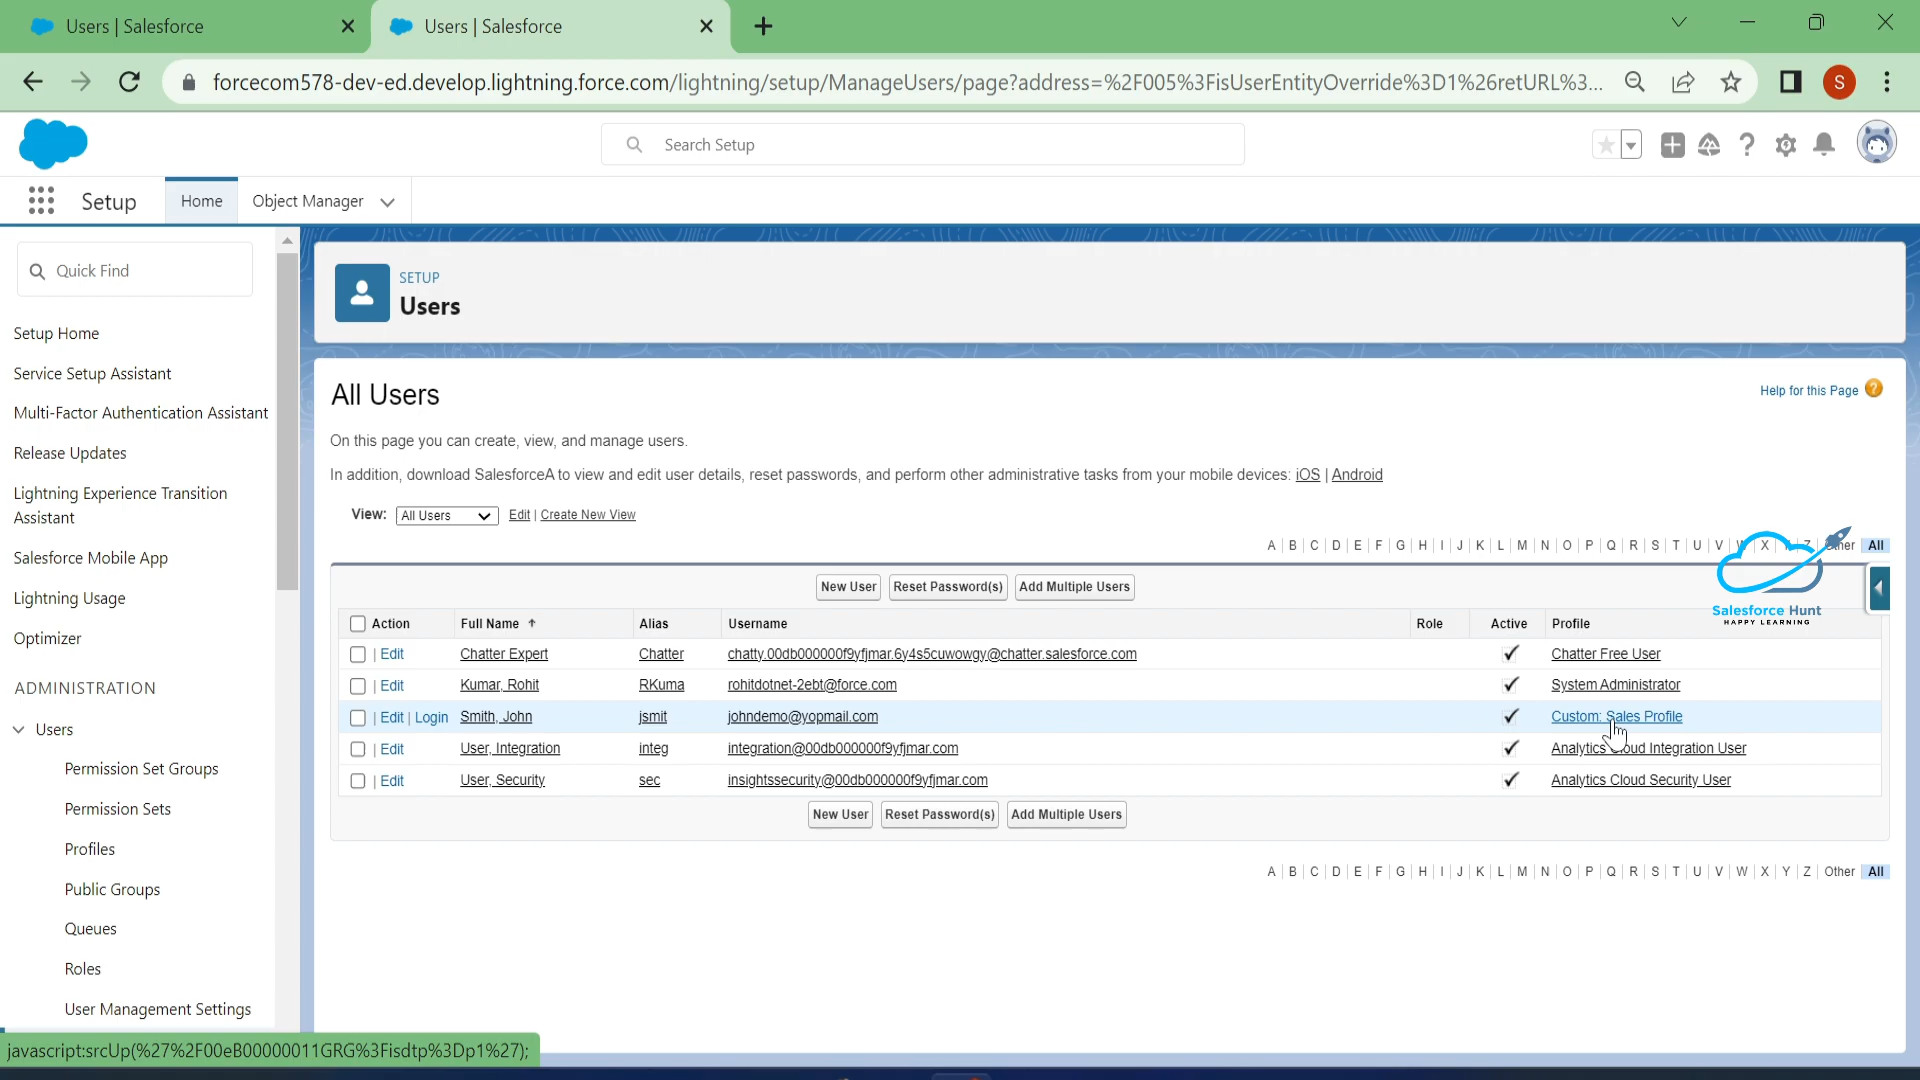 Users | Salesforce
Users | Salesforce
forcecom578-dev-ed.develop.lightning.force.com/lightning/setup/ManageUsers/page?address=%2F005%3FisUserEntityOverride%3D1%26retURL%3...
S
Search Setup
Setup
Home
Object Manager
Quick Find
Setup Home
Service Setup Assistant
Multi-Factor Authentication Assistant
Release Updates
Lightning Experience Transition
Assistant
Salesforce Mobile App
Lightning Usage
Optimizer
ADMINISTRATION
Users
Permission Set Groups
Permission Sets
Profiles
Public Groups
Queues
Roles
User Management Settings
SETUP
Users
All Users
Help for this Page ?
On this page you can create, view, and manage users.
In addition, download SalesforceA to view and edit user details, reset passwords, and perform other administrative tasks from your mobile devices: iOS | Android
View: All Users Edit | Create New View
A | B | C | D | E | F | G | H | I | J | K | L | M | N | O | P | Q | R | S | T | U | V | W | X | Y | Z | Other All
New User Reset Password(s) Add Multiple Users
Salesforce Hunt
HAPPY LEARNING
Action Full Name ↑ Alias Username Role Active Profile
| Edit Chatter Expert Chatter chatty.00db000000f9yfjmar.6y4s5cuwowgy@chatter.salesforce.com ✓ Chatter Free User
| Edit Kumar, Rohit RKuma rohitdotnet-2ebt@force.com ✓ System Administrator
| Edit | Login Smith, John jsmit johndemo@yopmail.com ✓ Custom: Sales Profile
| Edit User, Integration integ integration@00db000000f9yfjmar.com ✓ Analytics Cloud Integration User
| Edit User, Security sec insightssecurity@00db000000f9yfjmar.com ✓ Analytics Cloud Security User
New User Reset Password(s) Add Multiple Users
A | B | C | D | E | F | G | H | I | J | K | L | M | N | O | P | Q | R | S | T | U | V | W | X | Y | Z | Other All
javascript:srcUp(%27%2F00eB00000011GRG%3Fisdtp%3Dp1%27);